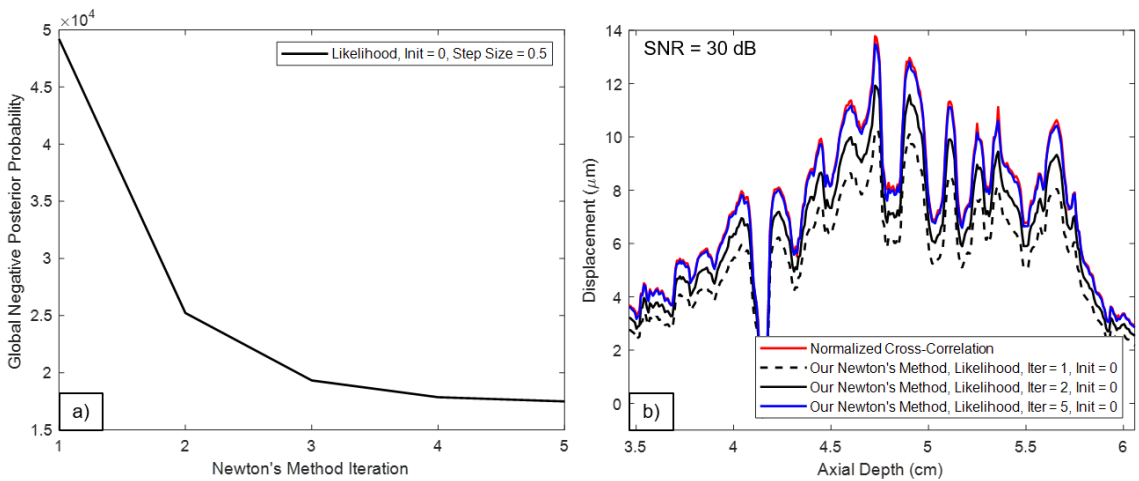 ×10⁴
5
4.5
4
3.5
3
2.5
2
1.5
Global Negative Posterior Probability
Likelihood, Init = 0, Step Size = 0.5
a)
1
2
3
4
5
Newton's Method Iteration
14
12
10
8
6
4
2
0
Displacement (μm)
SNR = 30 dB
Normalized Cross-Correlation
Our Newton's Method, Likelihood, Iter = 1, Init = 0
Our Newton's Method, Likelihood, Iter = 2, Init = 0
Our Newton's Method, Likelihood, Iter = 5, Init = 0
b)
3.5
4
4.5
5
5.5
6
Axial Depth (cm)